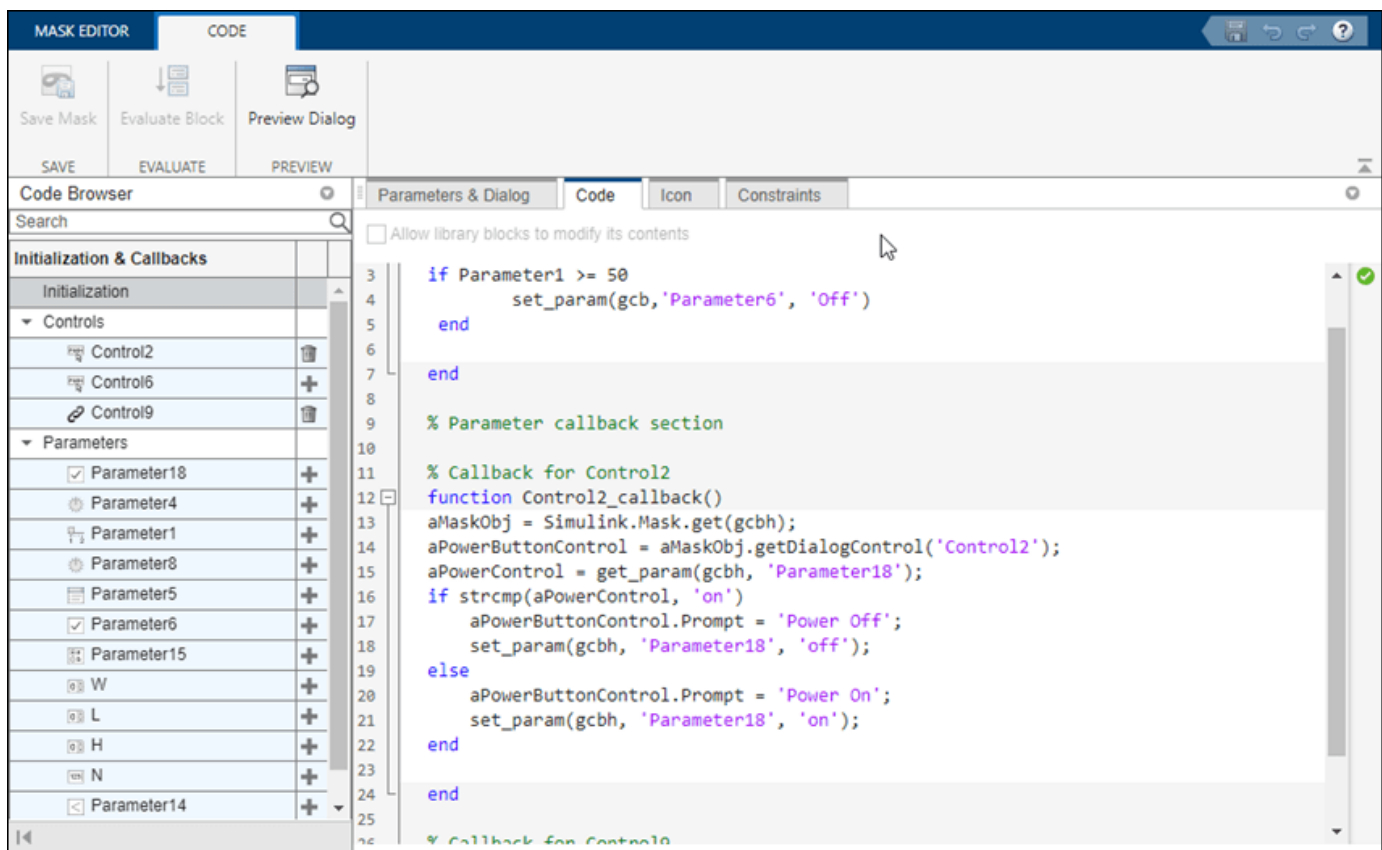 MASK EDITOR CODE
Save Mask Evaluate Block Preview Dialog
SAVE EVALUATE PREVIEW
Code Browser
Search
Initialization & Callbacks
Initialization
Controls
Control2
Control6
Control9
Parameters
Parameter18
Parameter4
Parameter1
Parameter8
Parameter5
Parameter6
Parameter15
W
L
H
N
Parameter14
Parameters & Dialog Code Icon Constraints
Allow library blocks to modify its contents
3 if Parameter1 >= 50
4 set_param(gcb,'Parameter6', 'Off')
5 end
6
7 end
8
9 % Parameter callback section
10
11 % Callback for Control2
12 function Control2_callback()
13 aMaskObj = Simulink.Mask.get(gcbh);
14 aPowerButtonControl = aMaskObj.getDialogControl('Control2');
15 aPowerControl = get_param(gcbh, 'Parameter18');
16 if strcmp(aPowerControl, 'on')
17 aPowerButtonControl.Prompt = 'Power Off';
18 set_param(gcbh, 'Parameter18', 'off');
19 else
20 aPowerButtonControl.Prompt = 'Power On';
21 set_param(gcbh, 'Parameter18', 'on');
22 end
23
24 end
25
26 % Callback for Control9